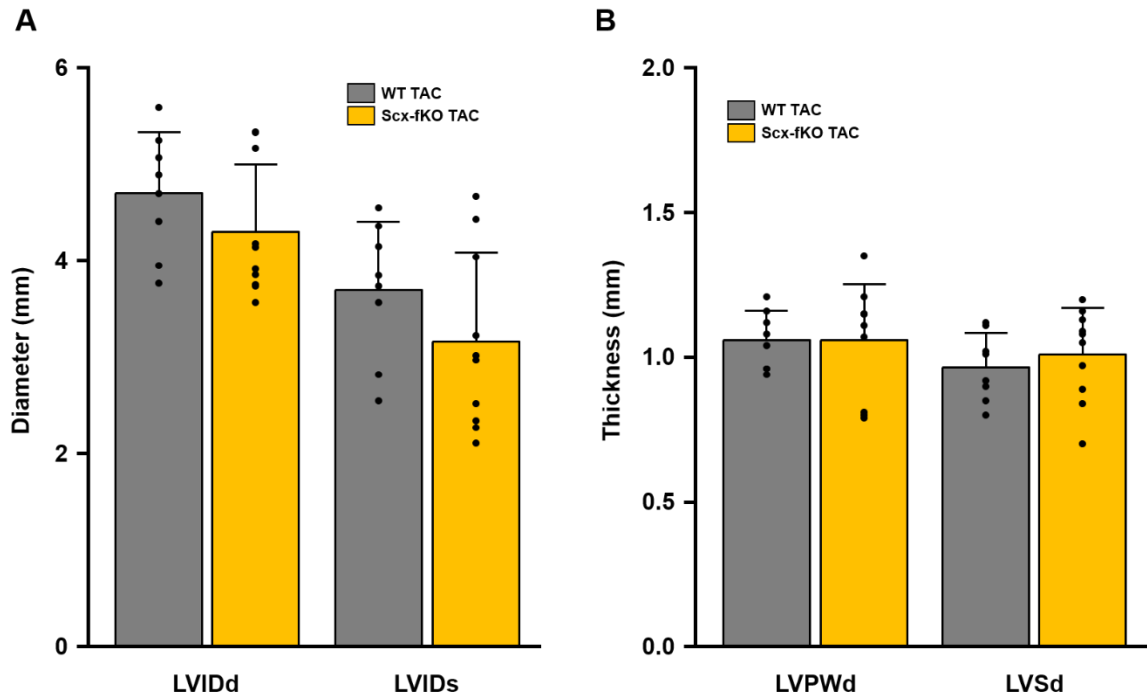 A
Diameter (mm)
6
4
2
0
WT TAC
Scx-fKO TAC
LVIDd
LVIDs
B
Thickness (mm)
2.0
1.5
1.0
0.5
0.0
WT TAC
Scx-fKO TAC
LVPWd
LVSd